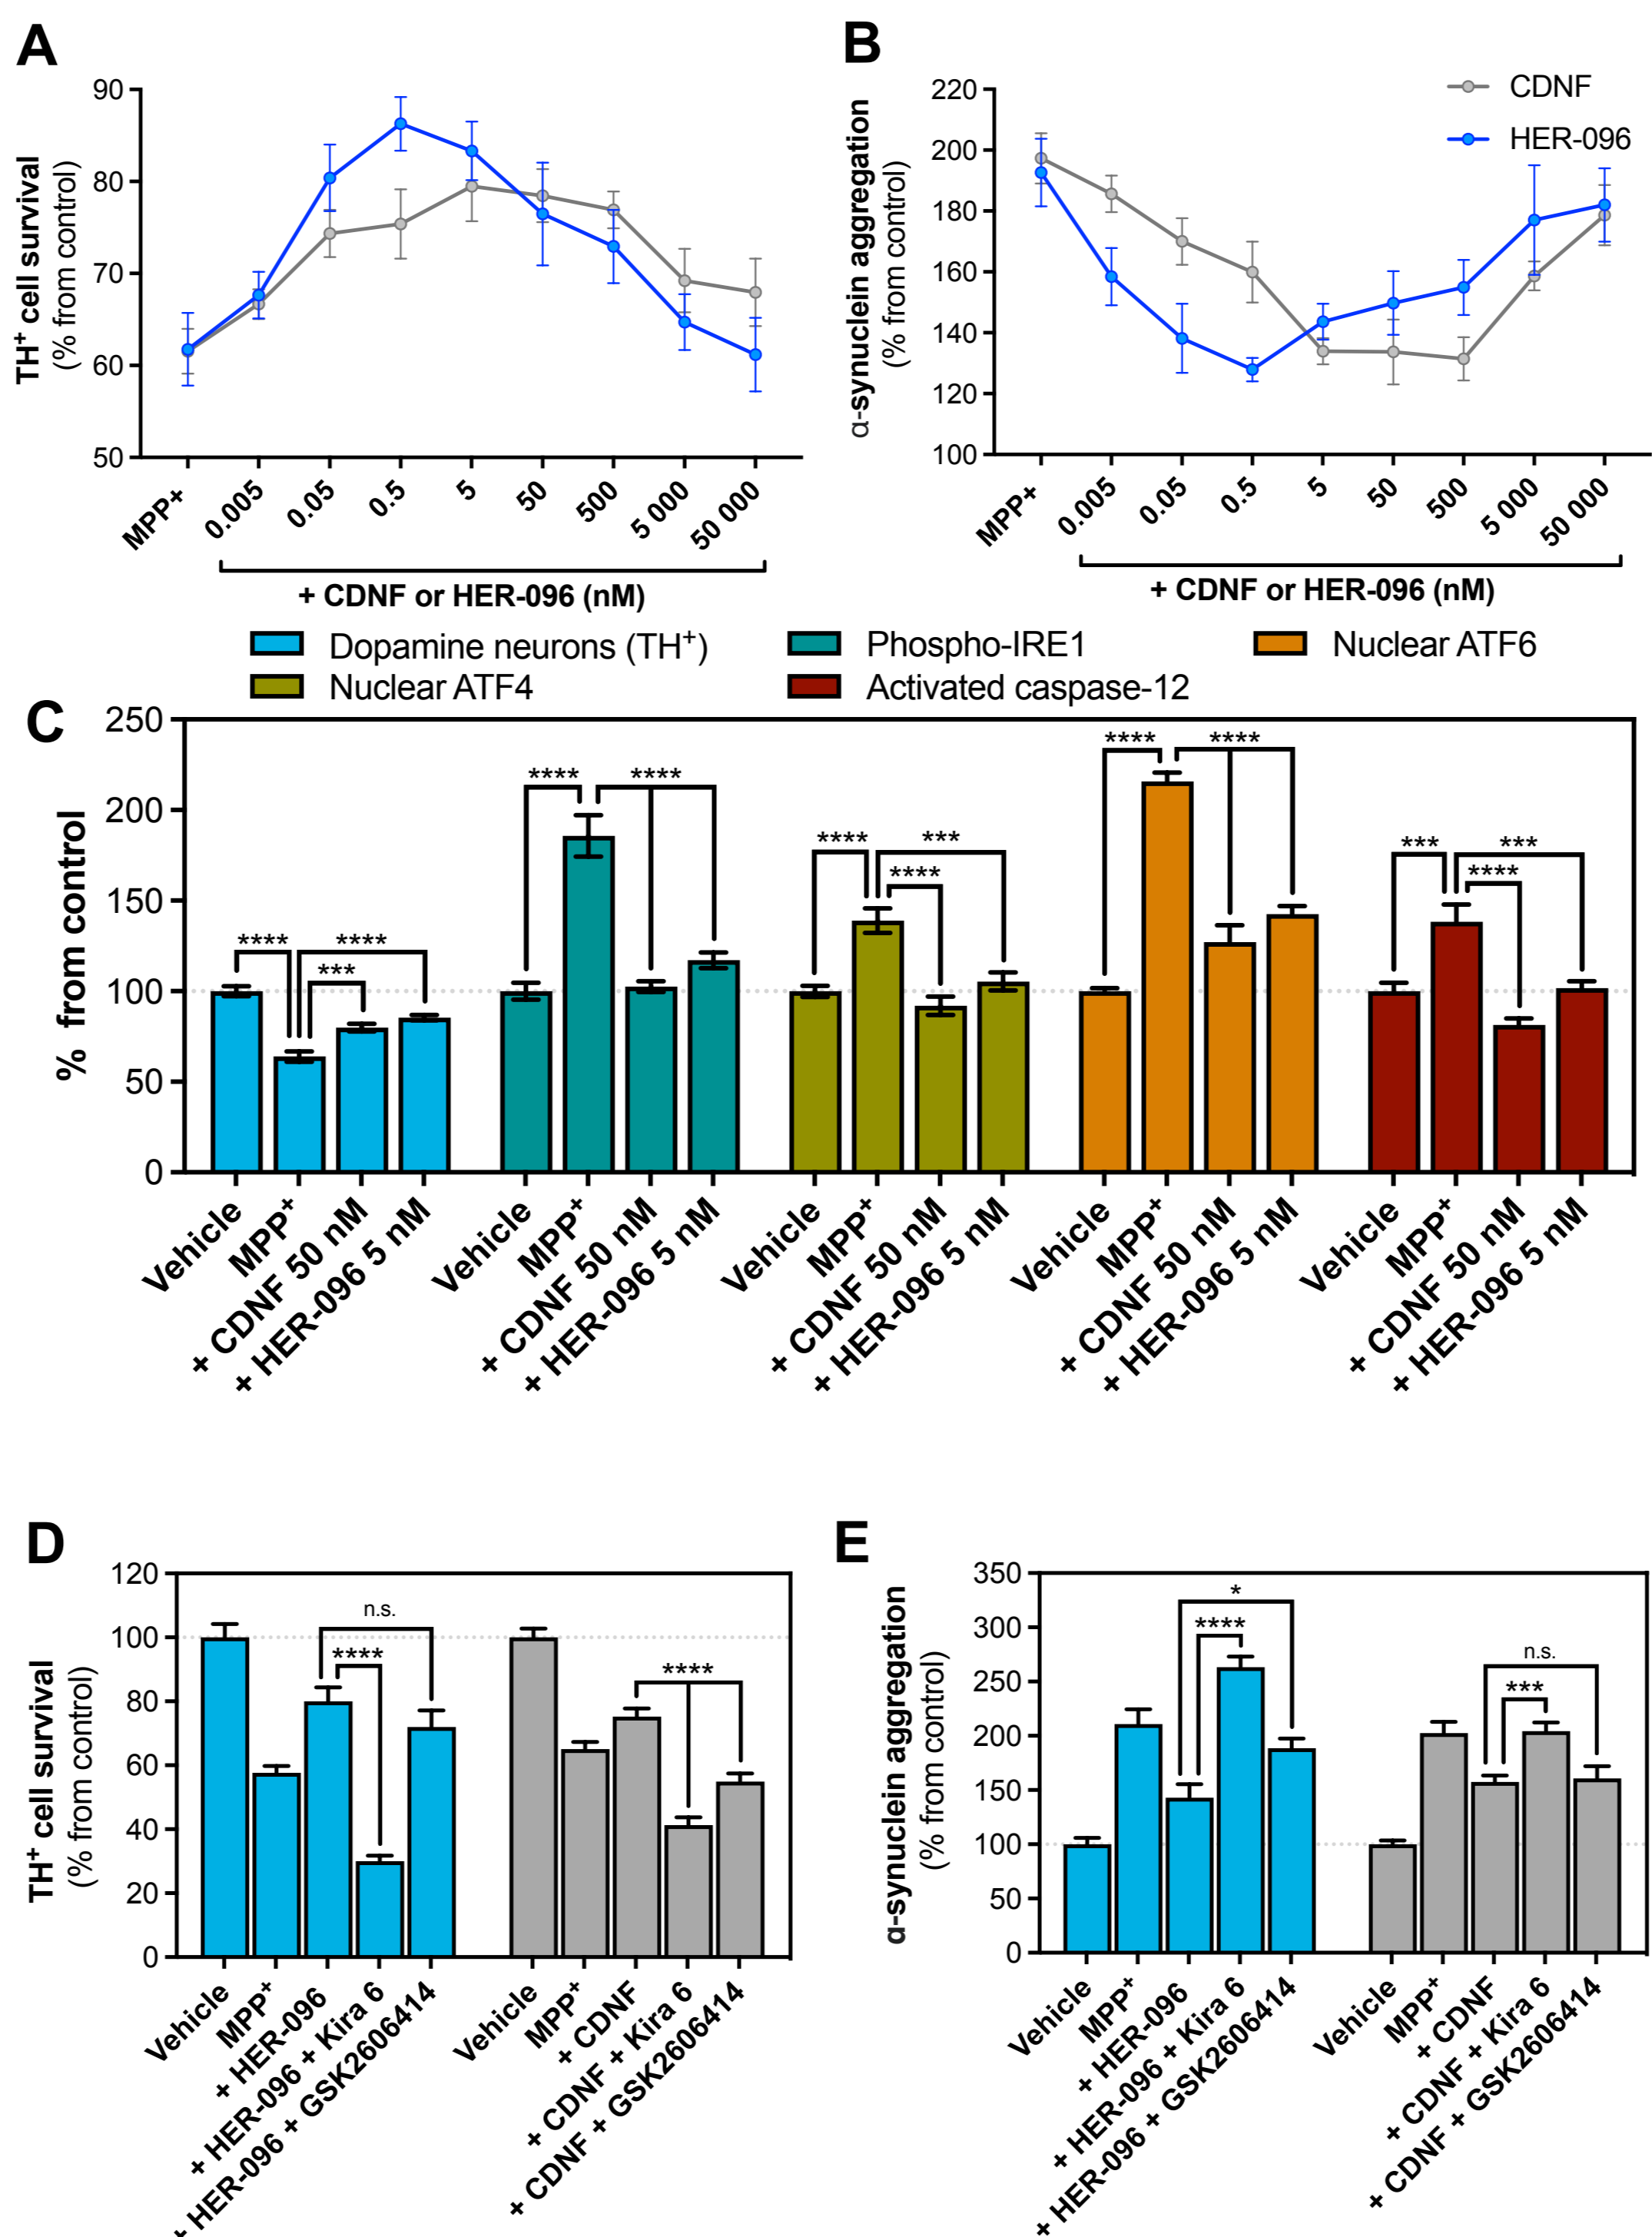 A
TH+ cell survival
(% from control)
90
80
70
60
50
MPP+
0.005
0.05
0.5
5
50
500
5 000
50 000
+ CDNF or HER-096 (nM)
B
α-synuclein aggregation
(% from control)
220
200
180
160
140
120
100
CDNF
HER-096
MPP+
0.005
0.05
0.5
5
50
500
5 000
50 000
+ CDNF or HER-096 (nM)
Dopamine neurons (TH+)
Phospho-IRE1
Nuclear ATF6
Nuclear ATF4
Activated caspase-12
C
% from control
250
200
150
100
50
0
****
****
***
****
****
****
***
****
****
****
***
***
****
Vehicle
MPP+
+ CDNF 50 nM
+ HER-096 5 nM
Vehicle
MPP+
+ CDNF 50 nM
+ HER-096 5 nM
Vehicle
MPP+
+ CDNF 50 nM
+ HER-096 5 nM
Vehicle
MPP+
+ CDNF 50 nM
+ HER-096 5 nM
Vehicle
MPP+
+ CDNF 50 nM
+ HER-096 5 nM
D
TH+ cell survival
(% from control)
120
100
80
60
40
20
0
n.s.
****
****
Vehicle
MPP+
+ HER-096
+ HER-096 + Kira 6
+ HER-096 + GSK2606414
Vehicle
MPP+
+ CDNF
+ CDNF + Kira 6
+ CDNF + GSK2606414
E
α-synuclein aggregation
(% from control)
350
300
250
200
150
100
50
0
*
****
n.s.
***
Vehicle
MPP+
+ HER-096
+ HER-096 + Kira 6
+ HER-096 + GSK2606414
Vehicle
MPP+
+ CDNF
+ CDNF + Kira 6
+ CDNF + GSK2606414